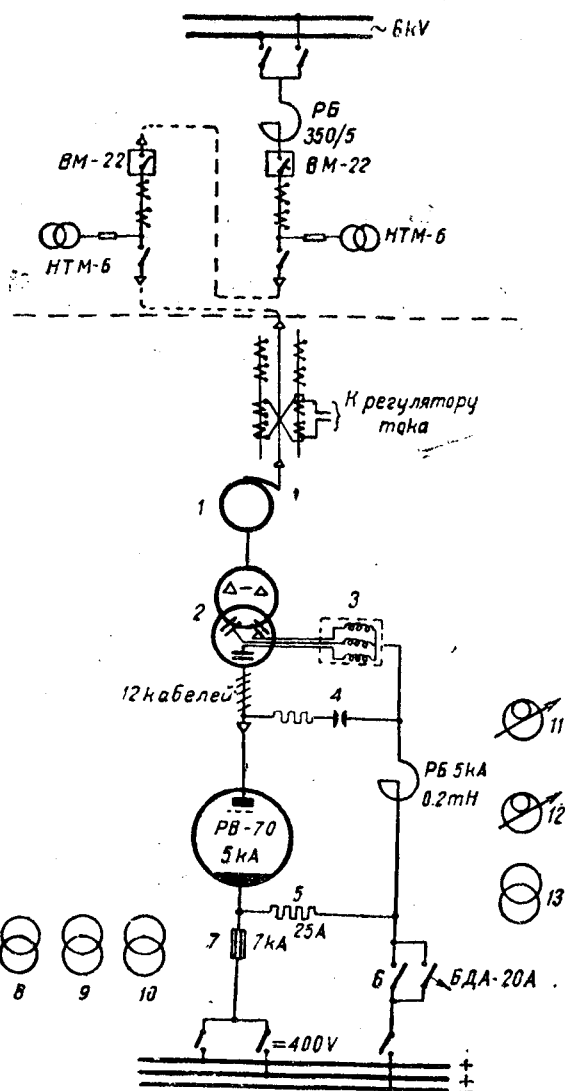 ~ 6kV
РБ
350/5
ВМ-22
ВМ-22
НТМ-6
НТМ-6
К регулятору
тока
1
Δ-Δ
2
3
12 кабелей
4
11
РБ 5кА
0.2mH
12
РВ-70
5кА
5
25А
13
7
7кА
8
9
10
6
БДА-20А
=400V
+
+